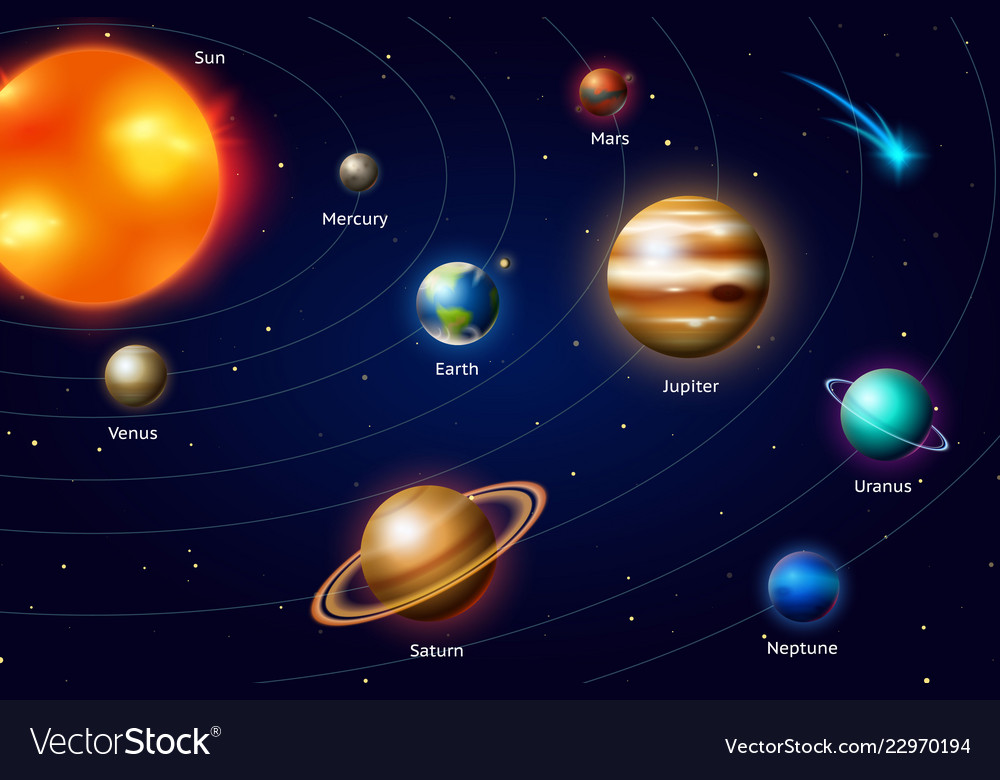 Sun
Mars
Mercury
Earth
Jupiter
Venus
Uranus
Saturn
Neptune
VectorStock®
VectorStock.com/22970194